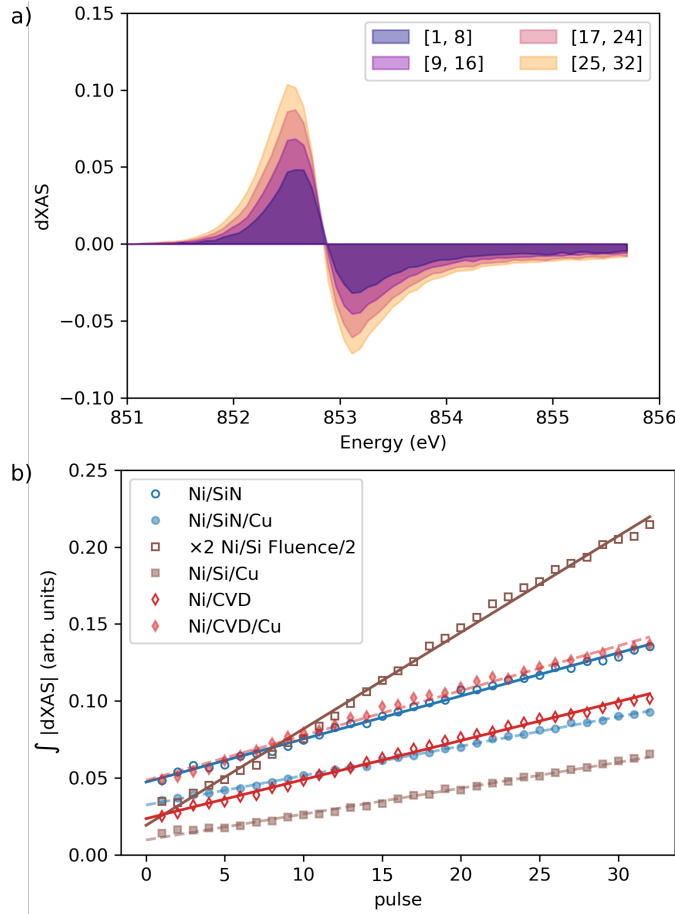 a)
0.15
0.10
0.05
0.00
−0.05
−0.10
dXAS
[1, 8]
[9, 16]
[17, 24]
[25, 32]
851
852
853
854
855
856
Energy (eV)
b)
0.25
0.20
0.15
0.10
0.05
0.00
∫ |dXAS| (arb. units)
Ni/SiN
Ni/SiN/Cu
×2 Ni/Si Fluence/2
Ni/Si/Cu
Ni/CVD
Ni/CVD/Cu
0
5
10
15
20
25
30
pulse